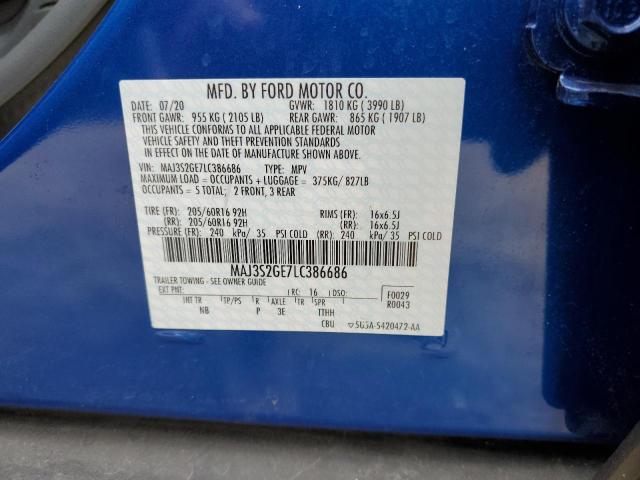 MFD. BY FORD MOTOR CO.
DATE: 07/20 GVWR: 1810 KG ( 3990 LB)
FRONT GAWR: 955 KG ( 2105 LB) REAR GAWR: 865 KG ( 1907 LB)
THIS VEHICLE CONFORMS TO ALL APPLICABLE FEDERAL MOTOR
VEHICLE SAFETY AND THEFT PREVENTION STANDARDS
IN EFFECT ON THE DATE OF MANUFACTURE SHOWN ABOVE.
VIN: MAJ3S2GE7LC386686 TYPE: MPV
MAXIMUM LOAD = OCCUPANTS + LUGGAGE = 375KG/ 827LB
OCCUPANTS = 5 TOTAL; 2 FRONT, 3 REAR
TIRE (FR): 205/60R16 92H RIMS (FR): 16x6.5J
(RR): 205/60R16 92H (RR): 16x6.5J
PRESSURE (FR): 240 kPa/ 35 PSI COLD (RR): 240 kPa/ 35 PSI COLD
MAJ3S2GE7LC386686
TRAILER TOWING - SEE OWNER GUIDE
EXT PNT: RC: 16 DSO: F0029
R0043
INT TR TP/PS R AXLE TR SPR
NB P 3E TTHH
CBU